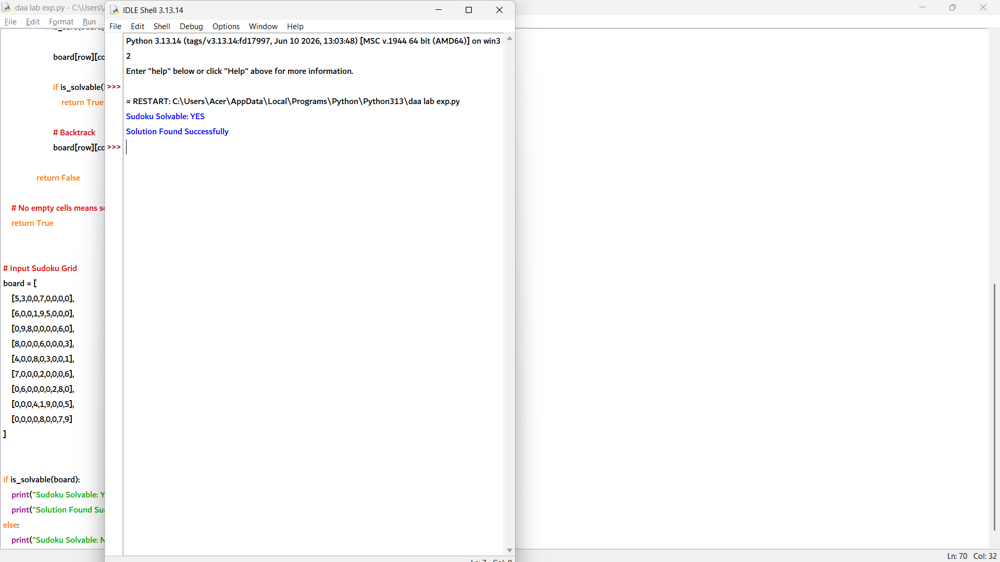 daa lab exp.py - C:\Users\
File Edit Format Run
board[row][co
if is_solvable(
return True
# Backtrack
board[row][co
return False
# No empty cells means
return True
# Input Sudoku Grid
board = [
[5,3,0,0,7,0,0,0,0],
[6,0,0,1,9,5,0,0,0],
[0,9,8,0,0,0,0,6,0],
[8,0,0,0,6,0,0,0,3],
[4,0,0,8,0,3,0,0,1],
[7,0,0,0,2,0,0,0,6],
[0,6,0,0,0,0,2,8,0],
[0,0,0,4,1,9,0,0,5],
[0,0,0,0,8,0,0,7,9]
]
if is_solvable(board):
print("Sudoku Solvable: Y
print("Solution Found Su
else:
print("Sudoku Solvable: N
IDLE Shell 3.13.14
File Edit Shell Debug Options Window Help
Python 3.13.14 (tags/v3.13.14:fd17997, Jun 10 2026, 13:03:48) [MSC v.1944 64 bit (AMD64)] on win3
2
Enter "help" below or click "Help" above for more information.
>>>
= RESTART: C:\Users\Acer\AppData\Local\Programs\Python\Python313\daa lab exp.py
Sudoku Solvable: YES
Solution Found Successfully
>>>
Ln: 70 Col: 32